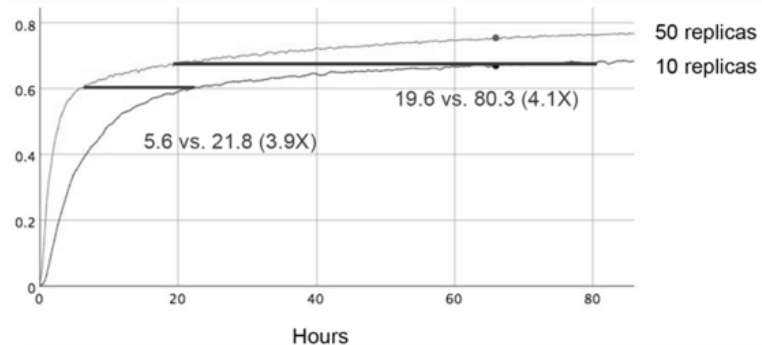 0.8
50 replicas
10 replicas
0.6
19.6 vs. 80.3 (4.1X)
5.6 vs. 21.8 (3.9X)
0.4
0.2
0
0 20 40 60 80
Hours